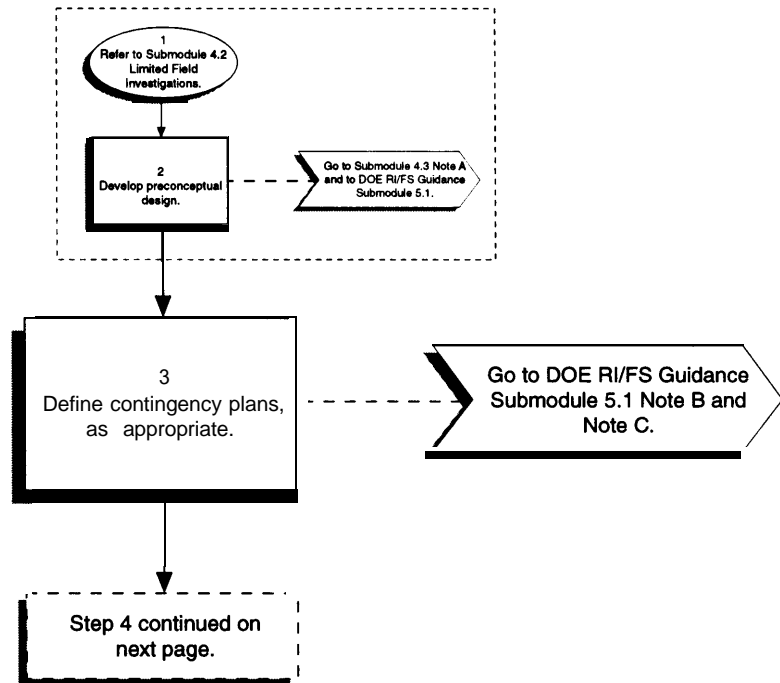 1
Refer to Submodule 4.2
Limited Field
Investigations.
2
Develop preconceptual
design.
Go to Submodule 4.3 Note A
and to DOE RI/FS Guidance
Submodule 5.1.
3
Define contingency plans,
as appropriate.
Go to DOE RI/FS Guidance
Submodule 5.1 Note B and
Note C.
Step 4 continued on
next page.